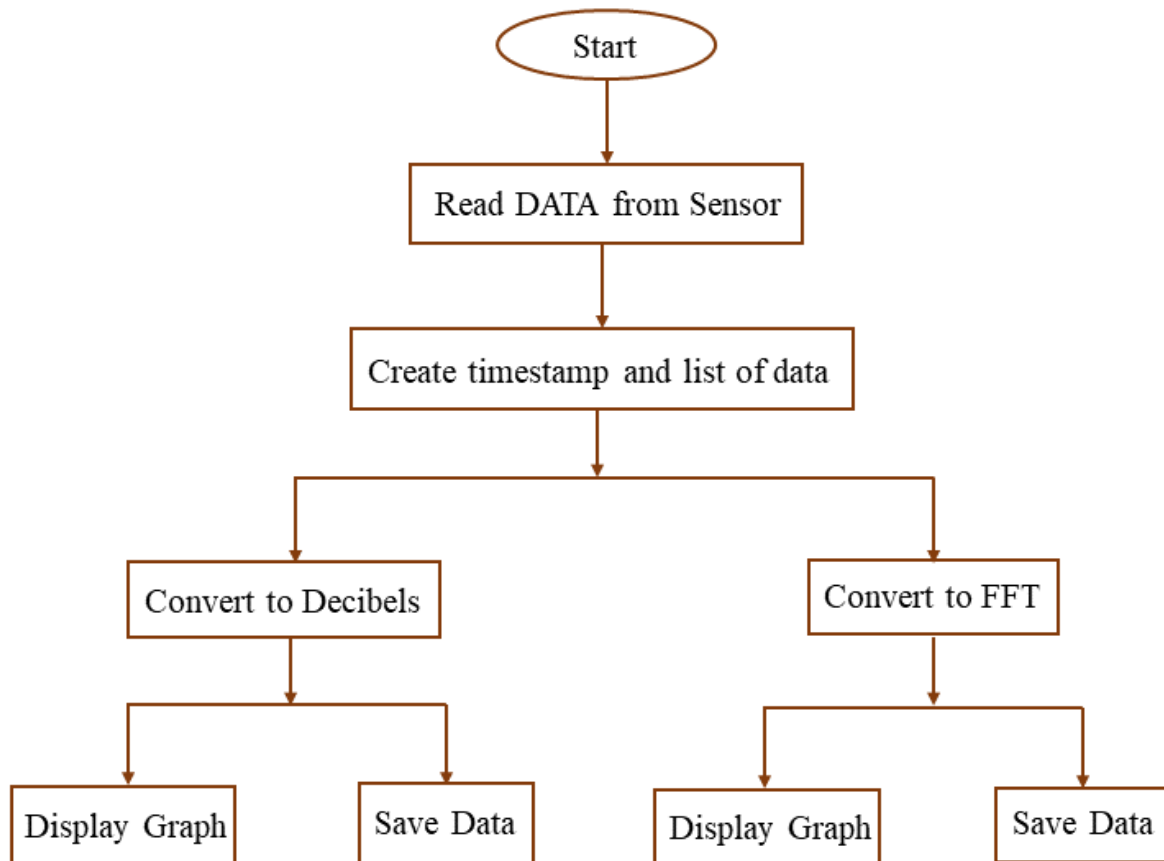 Start
Read DATA from Sensor
Create timestamp and list of data
Convert to Decibels
Convert to FFT
Display Graph
Save Data
Display Graph
Save Data